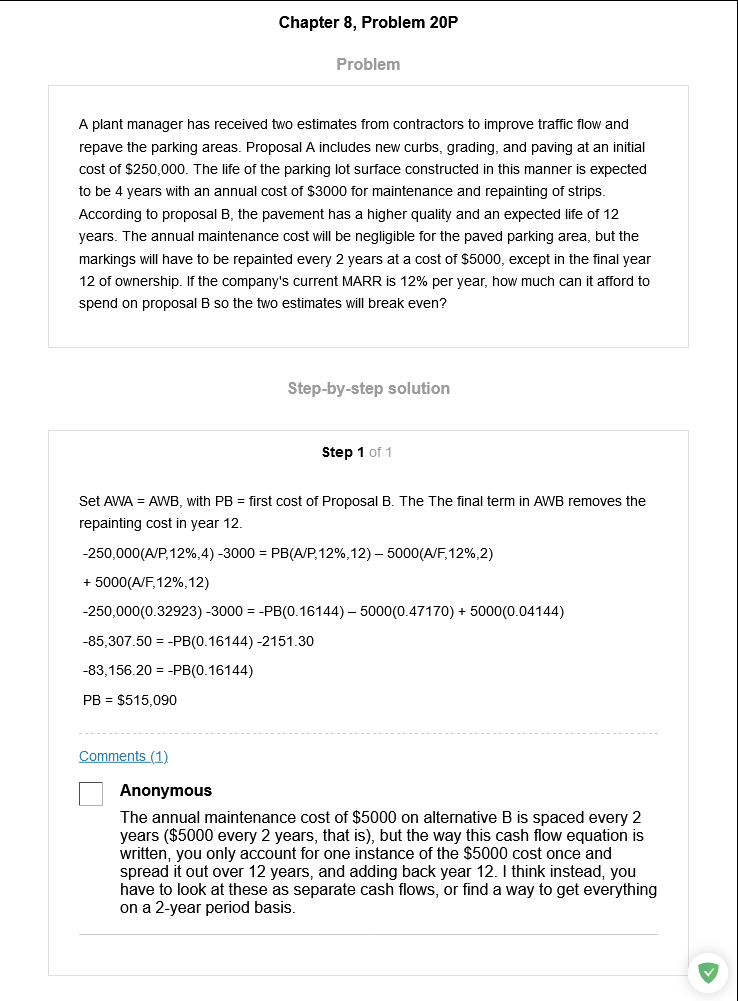 Chapter 8, Problem 20P
Problem
A plant manager has received two estimates from contractors to improve traffic flow and
repave the parking areas. Proposal A includes new curbs, grading, and paving at an initial
cost of $250,000. The life of the parking lot surface constructed in this manner is expected
to be 4 years with an annual cost of $3000 for maintenance and repainting of strips.
According to proposal B, the pavement has a higher quality and an expected life of 12
years. The annual maintenance cost will be negligible for the paved parking area, but the
markings will have to be repainted every 2 years at a cost of $5000, except in the final year
12 of ownership. If the company's current MARR is 12% per year, how much can it afford to
spend on proposal B so the two estimates will break even?
Step-by-step solution
Step 1 of 1
Set AWA = AWB, with PB = first cost of Proposal B. The The final term in AWB removes the
repainting cost in year 12.
-250,000(A/P,12%,4) -3000 = PB(A/P,12%,12) – 5000(A/F,12%,2)
+ 5000(A/F,12%,12)
-250,000(0.32923) -3000 = -PB(0.16144) – 5000(0.47170) + 5000(0.04144)
-85,307.50 = -PB(0.16144) -2151.30
-83,156.20 = -PB(0.16144)
PB = $515,090
Comments (1)
Anonymous
The annual maintenance cost of $5000 on alternative B is spaced every 2
years ($5000 every 2 years, that is), but the way this cash flow equation is
written, you only account for one instance of the $5000 cost once and
spread it out over 12 years, and adding back year 12. I think instead, you
have to look at these as separate cash flows, or find a way to get everything
on a 2-year period basis.